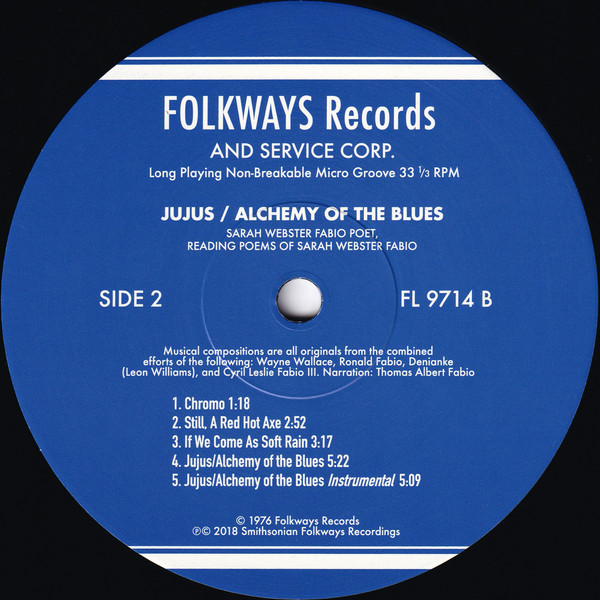 FOLKWAYS Records
AND SERVICE CORP.
Long Playing Non-Breakable Micro Groove 33 1/3 RPM
JUJUS / ALCHEMY OF THE BLUES
SARAH WEBSTER FABIO POET,
READING POEMS OF SARAH WEBSTER FABIO
SIDE 2 FL 9714 B
Musical compositions are all originals from the combined
efforts of the following: Wayne Wallace, Ronald Fabio, Denianke
(Leon Williams), and Cyril Leslie Fabio III. Narration: Thomas Albert Fabio
1. Chromo 1:18
2. Still, A Red Hot Axe 2:52
3. If We Come As Soft Rain 3:17
4. Jujus/Alchemy of the Blues 5:22
5. Jujus/Alchemy of the Blues Instrumental 5:09
© 1976 Folkways Records
℗© 2018 Smithsonian Folkways Recordings